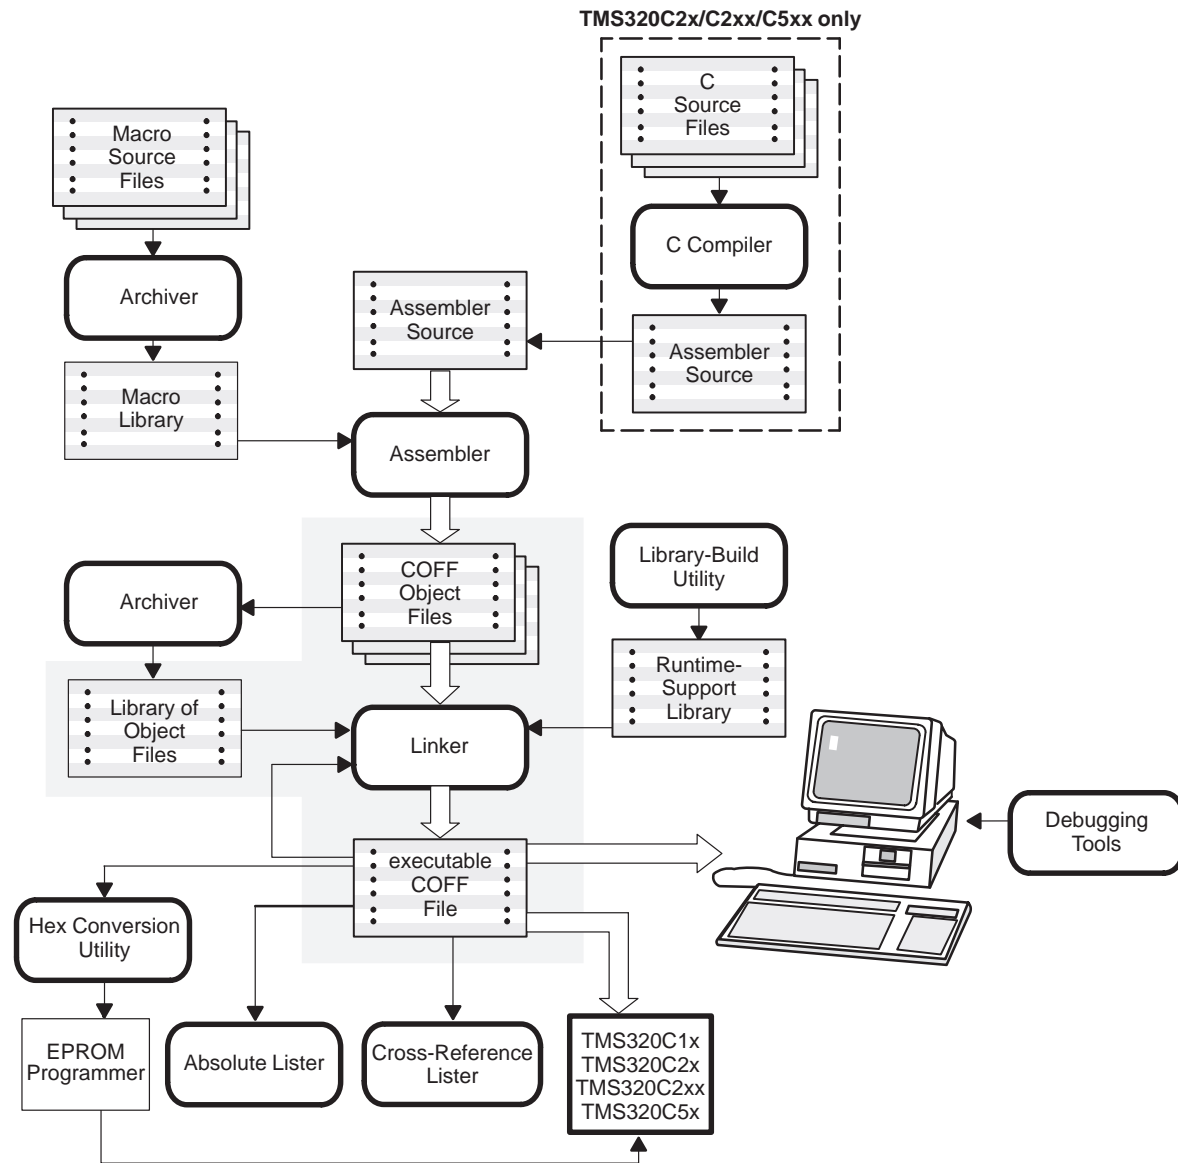 TMS320C2x/C2xx/C5xx only
C
Source
Files
Macro
Source
Files
C Compiler
Archiver
Assembler
Source
Assembler
Source
Macro
Library
Assembler
COFF
Object
Files
Library-Build
Utility
Archiver
Runtime-
Support
Library
Library of
Object
Files
Linker
Debugging
Tools
executable
COFF
File
Hex Conversion
Utility
EPROM
Programmer
Absolute Lister
Cross-Reference
Lister
TMS320C1x
TMS320C2x
TMS320C2xx
TMS320C5x